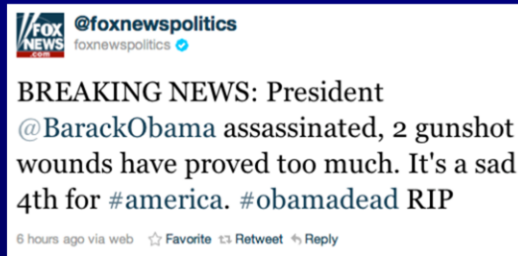 FOX
NEWS
.com
@foxnewspolitics
foxnewspolitics
BREAKING NEWS: President
@BarackObama assassinated, 2 gunshot
wounds have proved too much. It's a sad
4th for #america. #obamadead RIP
6 hours ago via web Favorite Retweet Reply